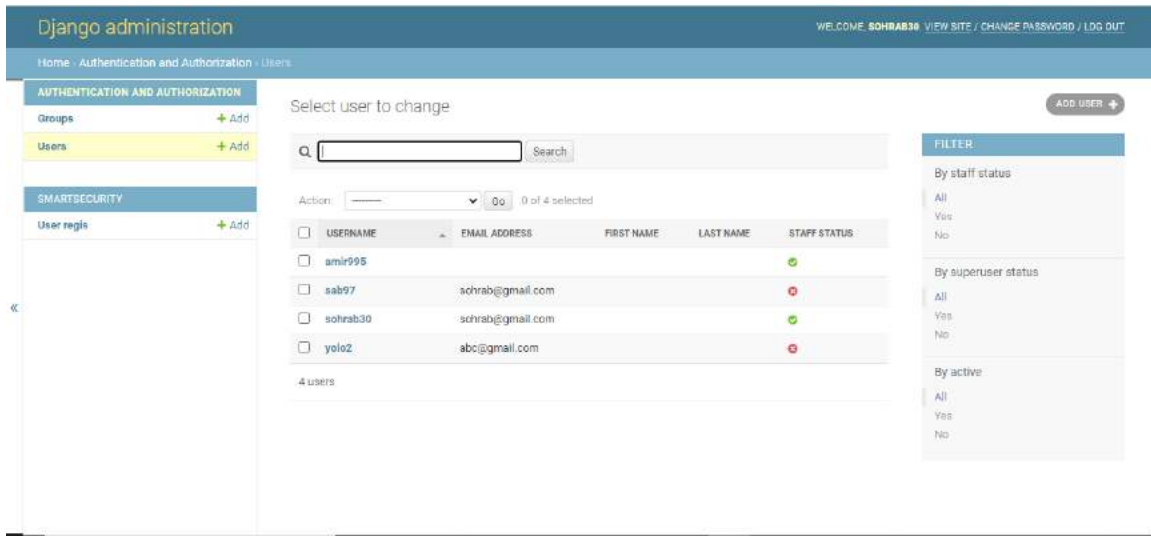 Django administration
WELCOME, SOHRAB30. VIEW SITE / CHANGE PASSWORD / LOG OUT
Home › Authentication and Authorization › Users
AUTHENTICATION AND AUTHORIZATION
Groups + Add
Users + Add
SMARTSECURITY
User regis + Add
«
Select user to change
ADD USER +
Search
Action: --------- Go 0 of 4 selected
USERNAME EMAIL ADDRESS FIRST NAME LAST NAME STAFF STATUS
amir995
sab97 sohrab@gmail.com
sohrab30 sohrab@gmail.com
yolo2 abc@gmail.com
4 users
FILTER
By staff status
All
Yes
No
By superuser status
All
Yes
No
By active
All
Yes
No